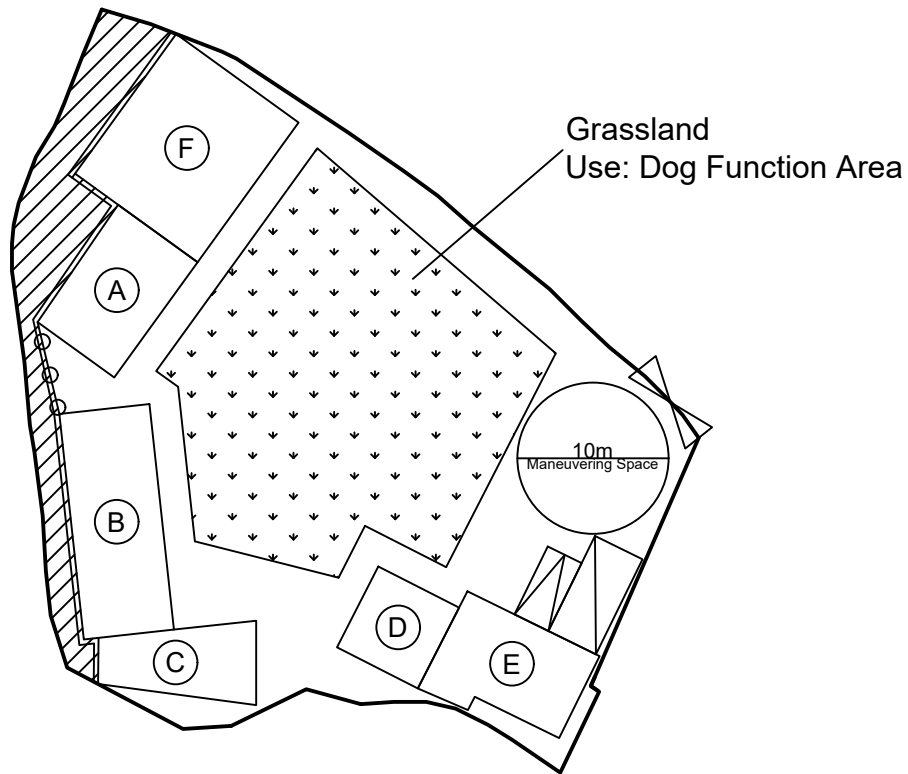 F
Grassland
Use: Dog Function Area
A
10m
Maneuvering Space
B
D
C
E